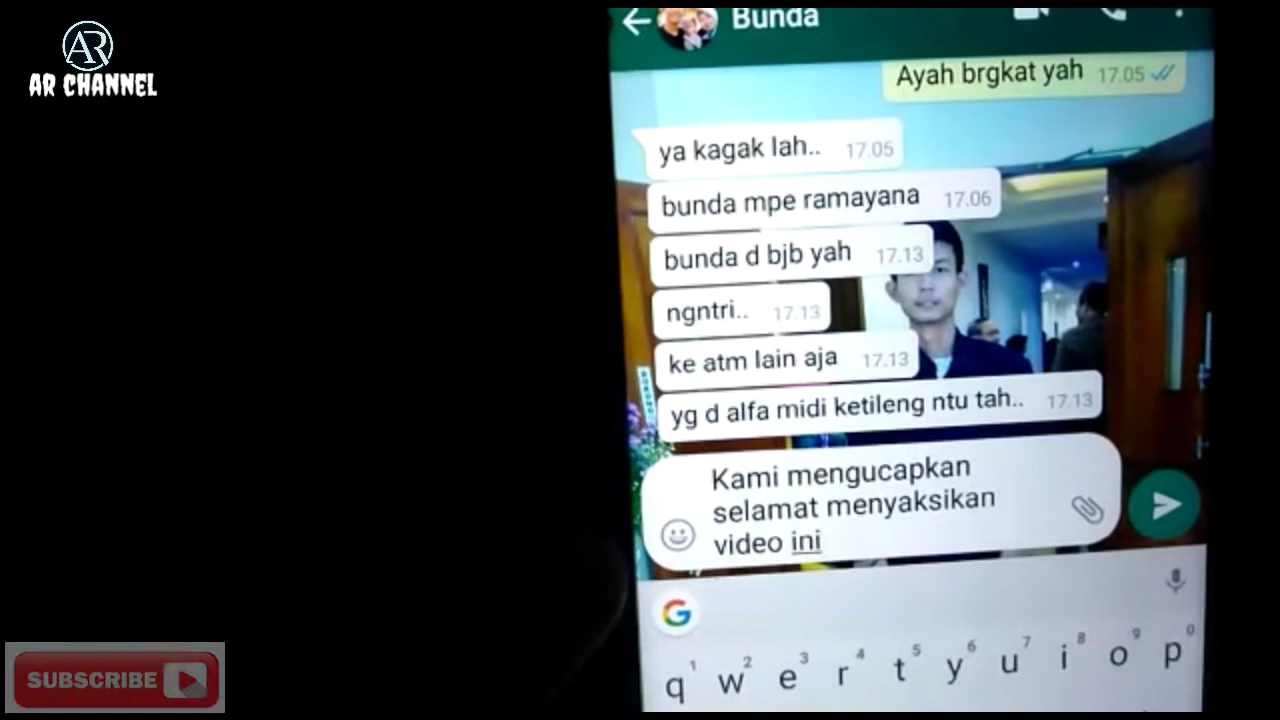 AR
AR CHANNEL
Bunda
Ayah brgkat yah 17.05
ya kagak lah.. 17.05
bunda mpe ramayana 17.06
bunda d bjb yah 17.13
ngntri.. 17.13
ke atm lain aja 17.13
yg d alfa midi ketileng ntu tah.. 17.13
Kami mengucapkan
selamat menyaksikan
video ini
G
1 2 3 4 5 6 7 8 9 0
q w e r t y u i o p
SUBSCRIBE